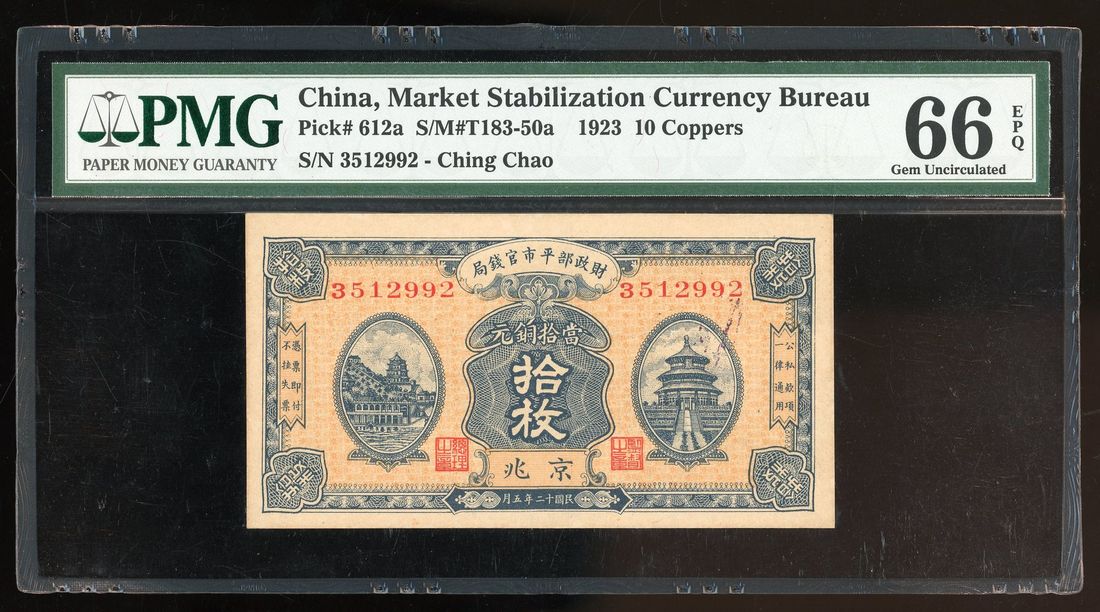 PMG
PAPER MONEY GUARANTY
China, Market Stabilization Currency Bureau
Pick# 612a S/M#T183-50a 1923 10 Coppers
S/N 3512992 - Ching Chao
66
EPQ
Gem Uncirculated
財政部平市官錢局
3512992
3512992
當拾銅元
拾枚
公私款項
一律通用
憑票即付
不挂失票
京兆
民國十二年五月